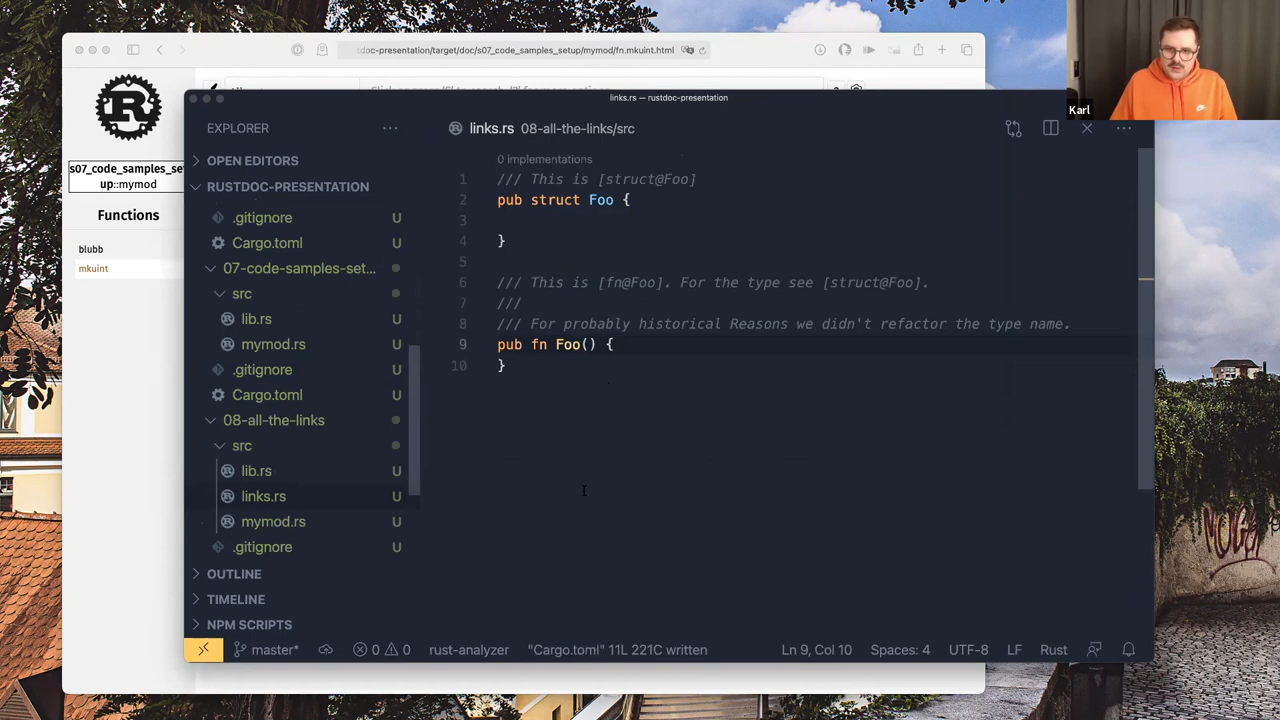 :doc-presentation/target/doc/s07_code_samples_setup/mymod/fn.mkuint.html
s07_code_samples_set
up::mymod
Functions
blubb
mkuint
Karl
links.rs — rustdoc-presentation
EXPLORER
OPEN EDITORS
RUSTDOC-PRESENTATION
.gitignore U
Cargo.toml U
07-code-samples-set...
src
lib.rs U
mymod.rs U
.gitignore U
Cargo.toml U
08-all-the-links
src
lib.rs U
links.rs U
mymod.rs U
.gitignore U
OUTLINE
TIMELINE
NPM SCRIPTS
links.rs 08-all-the-links/src
0 implementations
1 /// This is [struct@Foo]
2 pub struct Foo {
3
4 }
5
6 /// This is [fn@Foo]. For the type see [struct@Foo].
7 ///
8 /// For probably historical Reasons we didn't refactor the type name.
9 pub fn Foo() {
10 }
master* 0 0 rust-analyzer "Cargo.toml" 11L 221C written Ln 9, Col 10 Spaces: 4 UTF-8 LF Rust